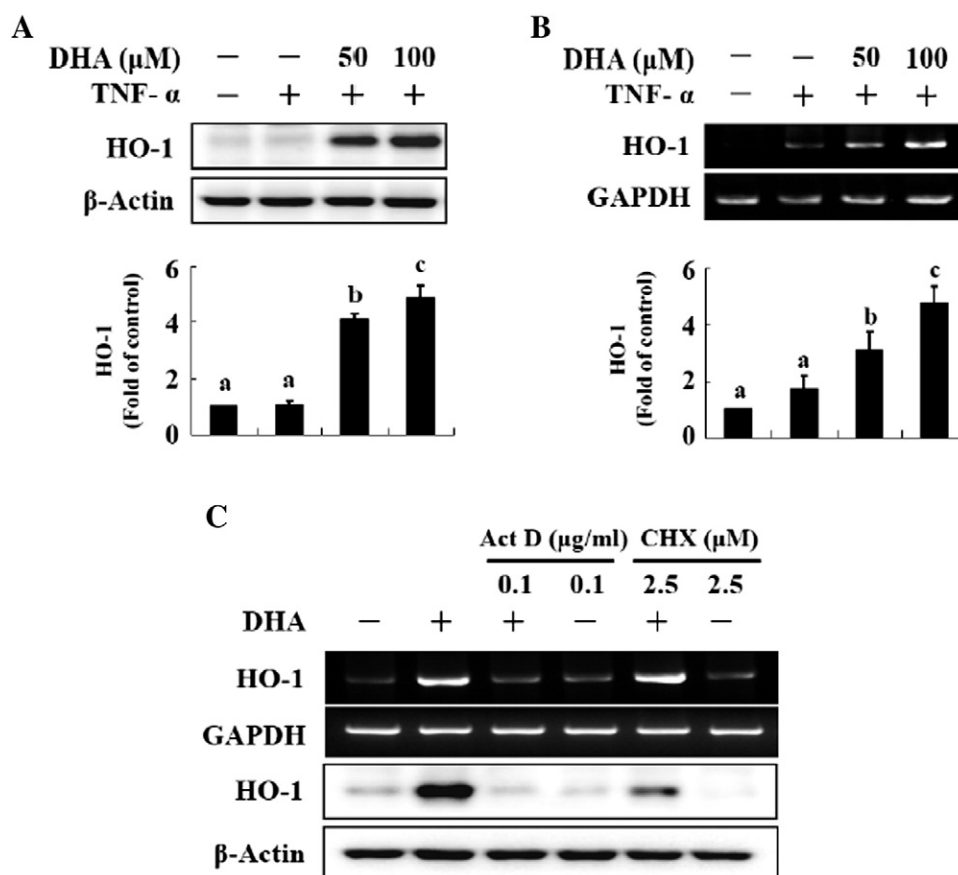 A
DHA (μM) – – 50 100
TNF- α – + + +
HO-1
β-Actin
HO-1
(Fold of control)
6
4
2
0
a a b c
B
DHA (μM) – – 50 100
TNF- α – + + +
HO-1
GAPDH
HO-1
(Fold of control)
6
4
2
0
a a b c
C
Act D (μg/ml) CHX (μM)
0.1 0.1 2.5 2.5
DHA – + + – + –
HO-1
GAPDH
HO-1
β-Actin